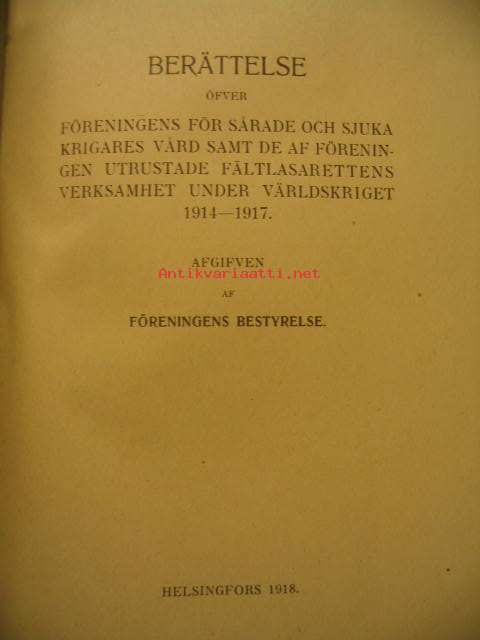 BERÄTTELSE
ÖFVER
FÖRENINGENS FÖR SÅRADE OCH SJUKA
KRIGARES VÅRD SAMT DE AF FÖRENIN-
GEN UTRUSTADE FÄLTLASARETTENS
VERKSAMHET UNDER VÄRLDSKRIGET
1914—1917.
AFGIFVEN
Antikvariaatti.net
AF
FÖRENINGENS BESTYRELSE.
HELSINGFORS 1918.